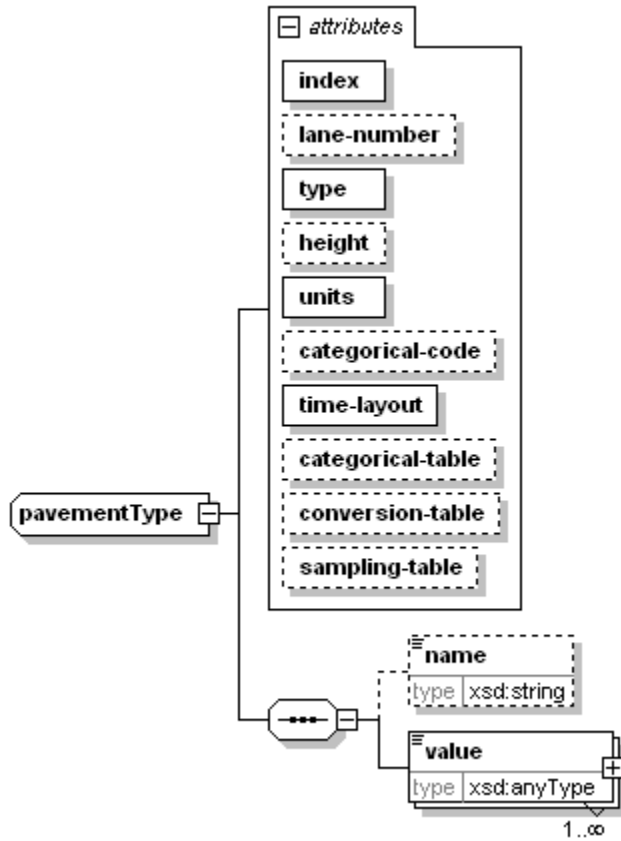 attributes
index
lane-number
type
height
units
categorical-code
time-layout
categorical-table
pavementType
conversion-table
sampling-table
name
type xsd:string
value
type xsd:anyType
1..∞